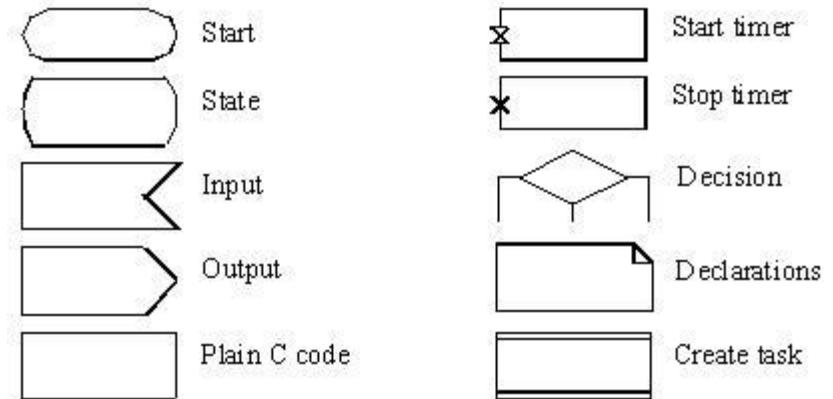 Start
State
Input
Output
Plain C code
Start timer
Stop timer
Decision
Declarations
Create task